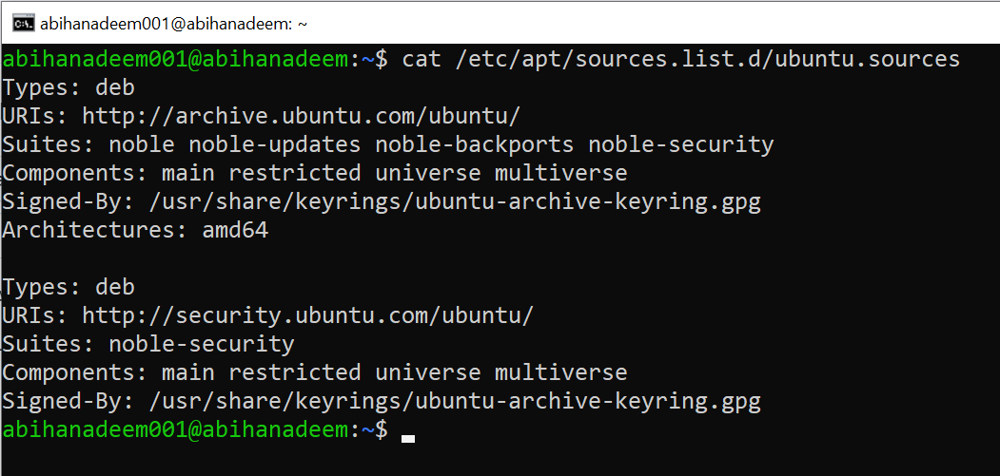 abihanadeem001@abihanadeem: ~
abihanadeem001@abihanadeem:~$ cat /etc/apt/sources.list.d/ubuntu.sources
Types: deb
URIs: http://archive.ubuntu.com/ubuntu/
Suites: noble noble-updates noble-backports noble-security
Components: main restricted universe multiverse
Signed-By: /usr/share/keyrings/ubuntu-archive-keyring.gpg
Architectures: amd64

Types: deb
URIs: http://security.ubuntu.com/ubuntu/
Suites: noble-security
Components: main restricted universe multiverse
Signed-By: /usr/share/keyrings/ubuntu-archive-keyring.gpg
abihanadeem001@abihanadeem:~$